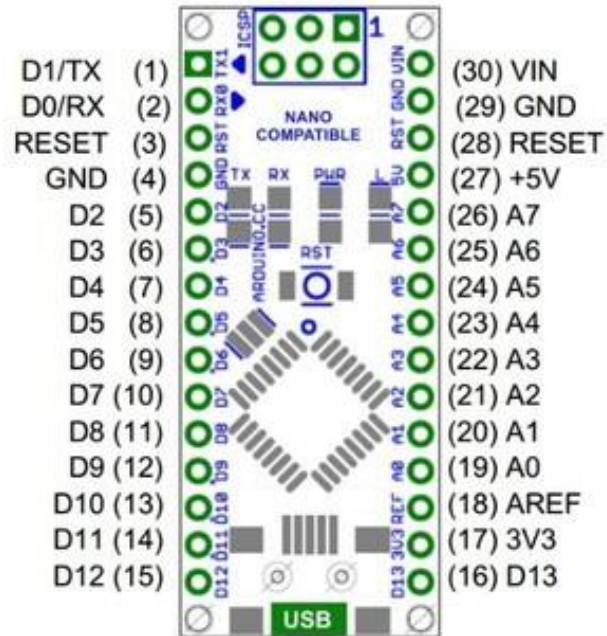 ICSP 1
D1/TX (1) TX1 VIN (30) VIN
D0/RX (2) RX0 GND (29) GND
NANO
COMPATIBLE
RESET (3) RST RST (28) RESET
GND (4) GND TX RX PWR L 5V (27) +5V
D2 (5) D2 A7 (26) A7
ARDUINO.CC
D3 (6) D3 A6 (25) A6
RST
D4 (7) D4 A5 (24) A5
D5 (8) D5 A4 (23) A4
D6 (9) D6 A3 (22) A3
D7 (10) D7 A2 (21) A2
D8 (11) D8 A1 (20) A1
D9 (12) D9 A0 (19) A0
D10 (13) D10 REF (18) AREF
D11 (14) D11 3V3 (17) 3V3
D12 (15) D12 D13 (16) D13
USB